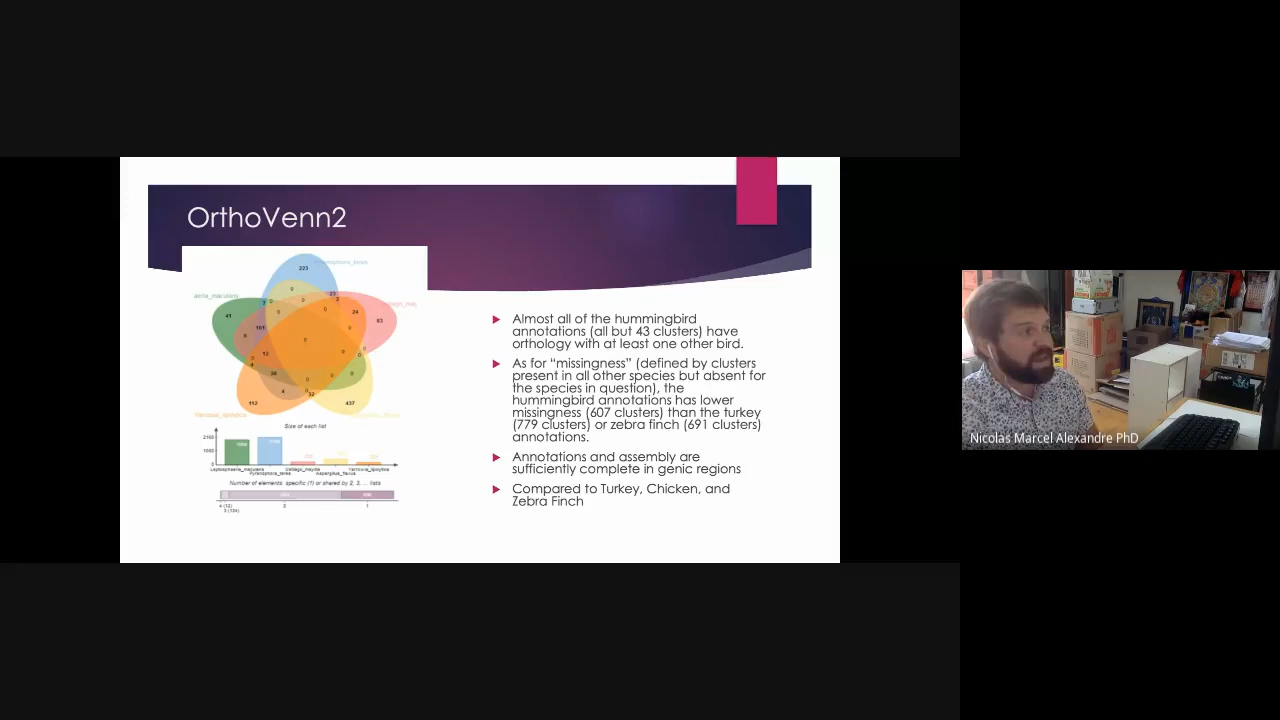 OrthoVenn2
223
41
83
24
101
12
38
112
437
Size of each list
Number of elements: specific (1) or shared by 2, 3, ... lists
Almost all of the hummingbird
annotations (all but 43 clusters) have
orthology with at least one other bird.
As for “missingness” (defined by clusters
present in all other species but absent for
the species in question), the
hummingbird annotations has lower
missingness (607 clusters) than the turkey
(779 clusters) or zebra finch (691 clusters)
annotations.
Annotations and assembly are
sufficiently complete in genic regions
Compared to Turkey, Chicken, and
Zebra Finch
Nicolas Marcel Alexandre PhD